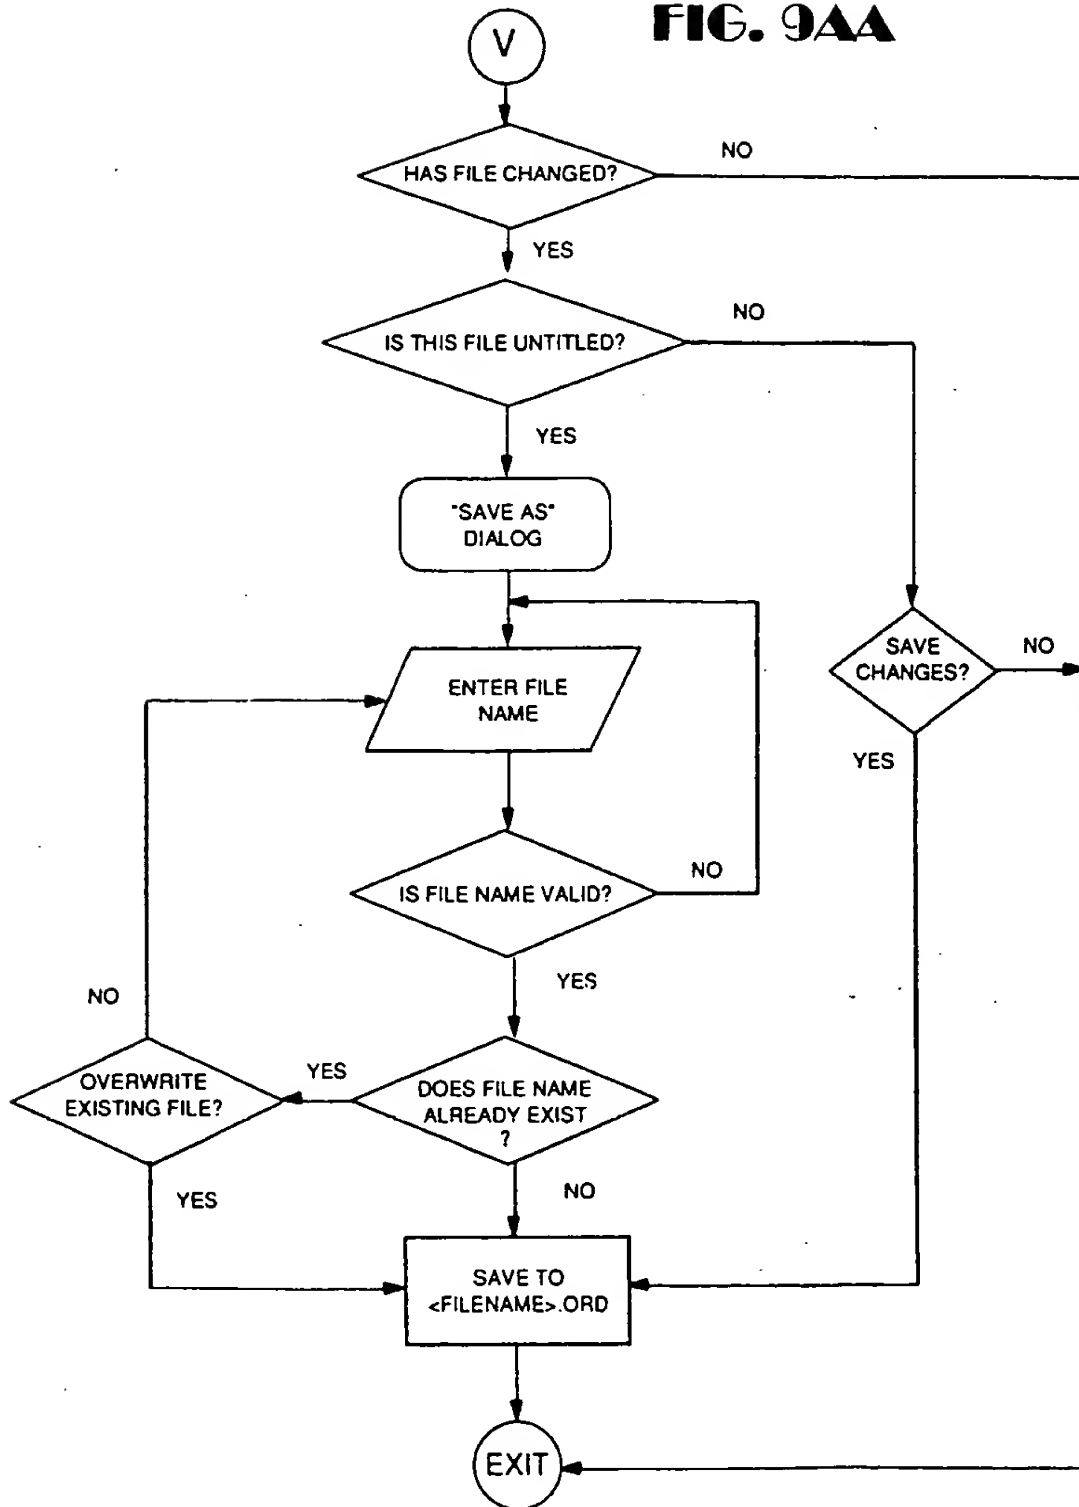 FIG. 9AA
V
HAS FILE CHANGED?
NO
YES
IS THIS FILE UNTITLED?
NO
YES
"SAVE AS"
DIALOG
SAVE
CHANGES?
NO
ENTER FILE
NAME
YES
IS FILE NAME VALID?
NO
YES
NO
OVERWRITE
EXISTING FILE?
YES
DOES FILE NAME
ALREADY EXIST
?
YES
NO
SAVE TO
<FILENAME>.ORD
EXIT